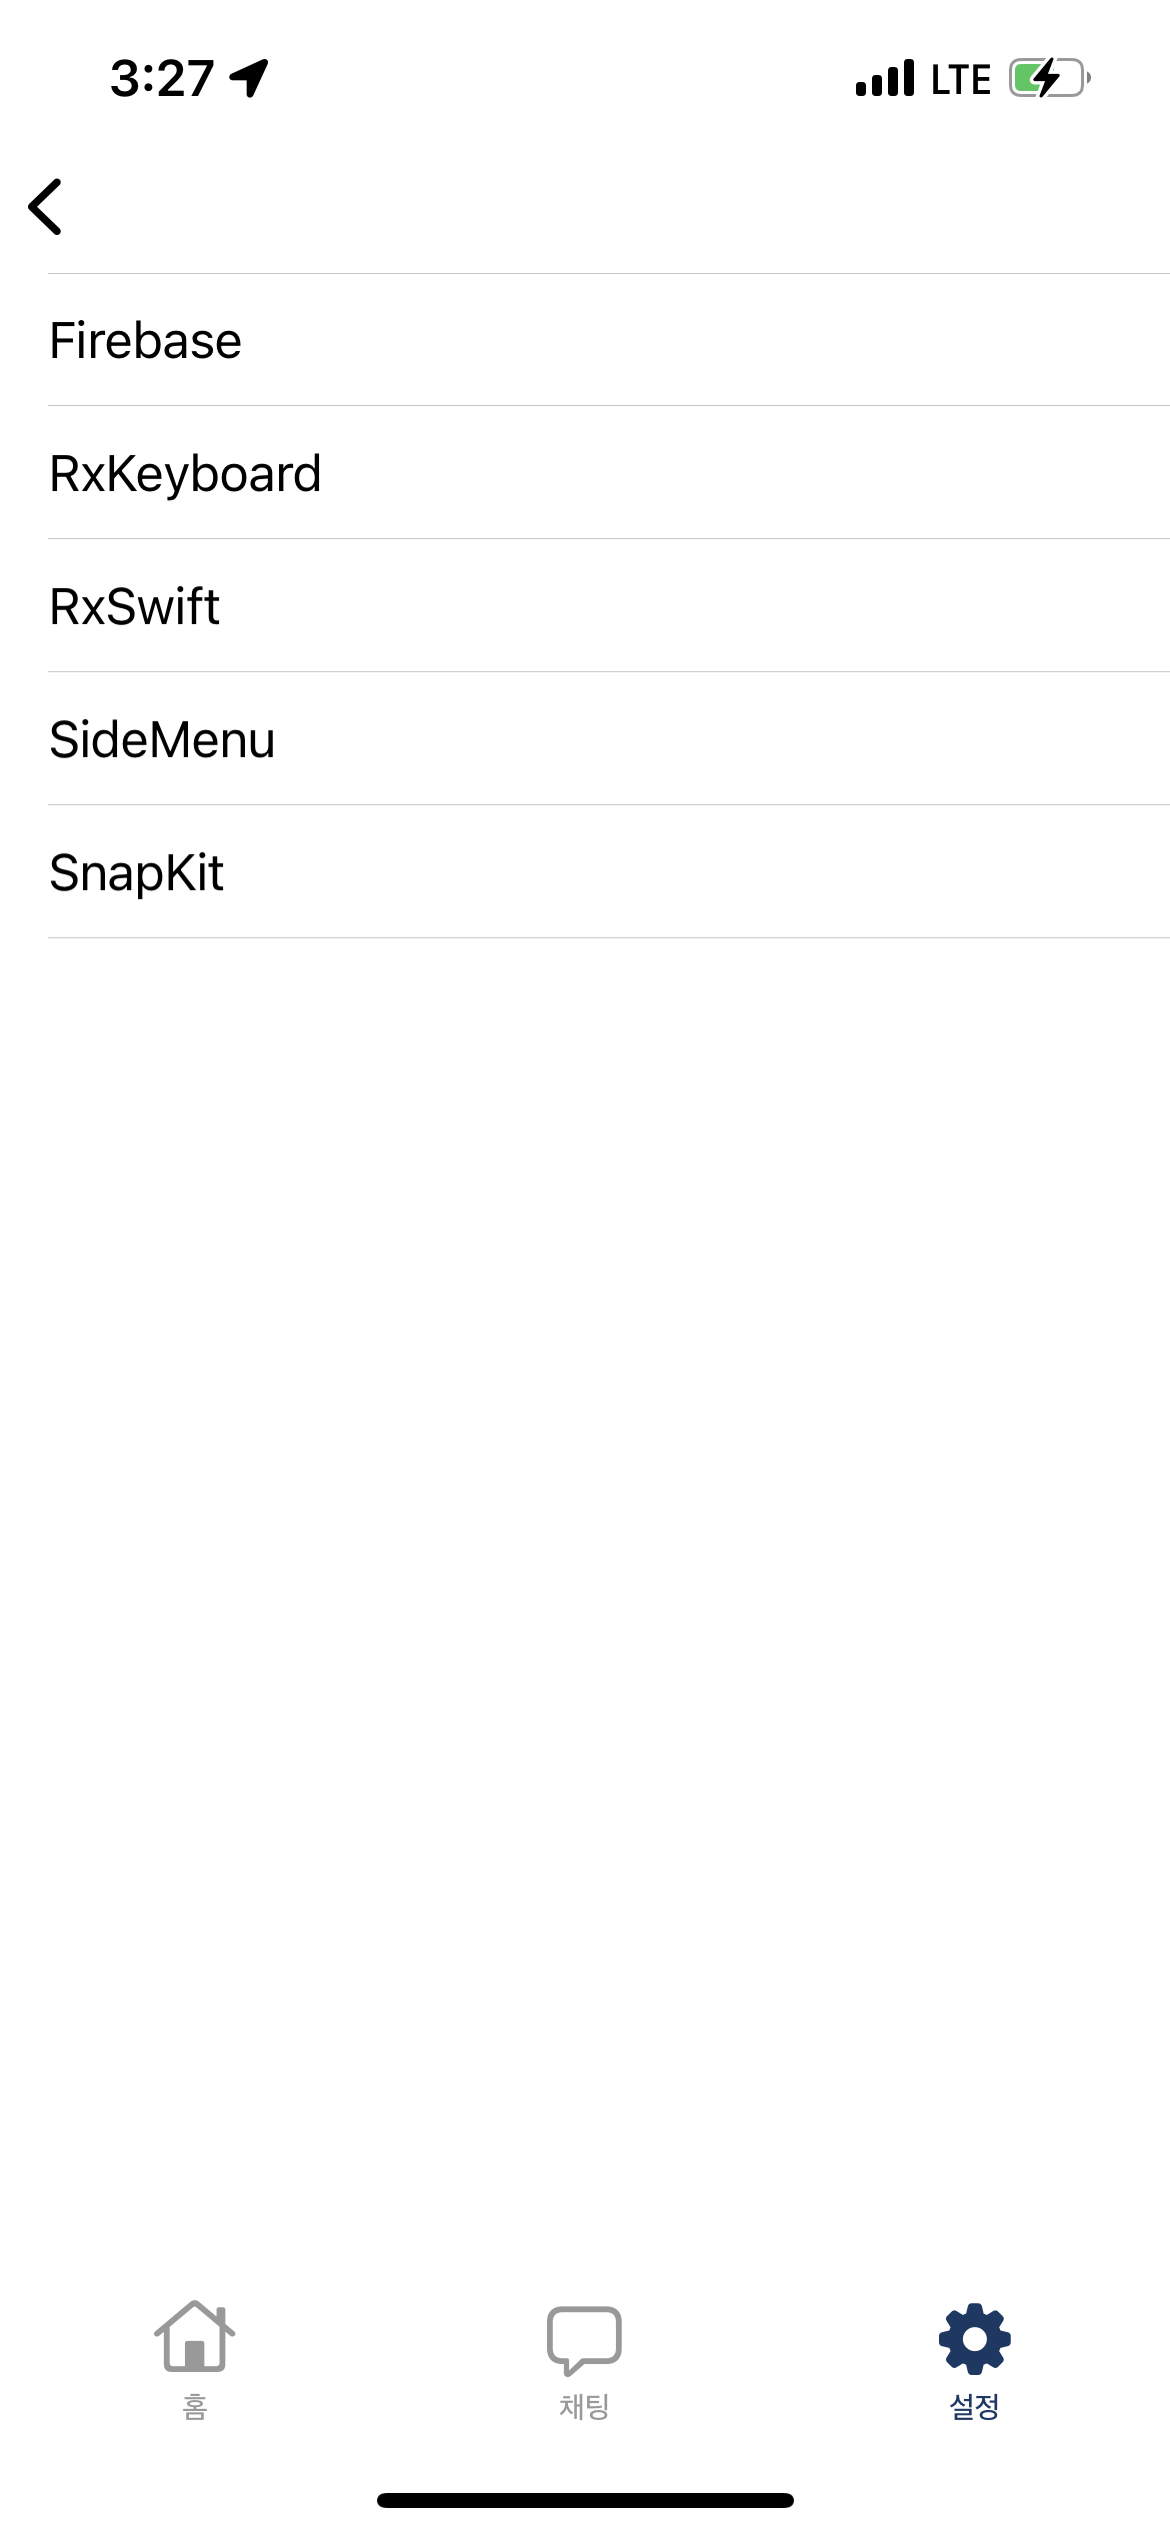 3:27 LTE
Firebase
RxKeyboard
RxSwift
SideMenu
SnapKit
홈 채팅 설정